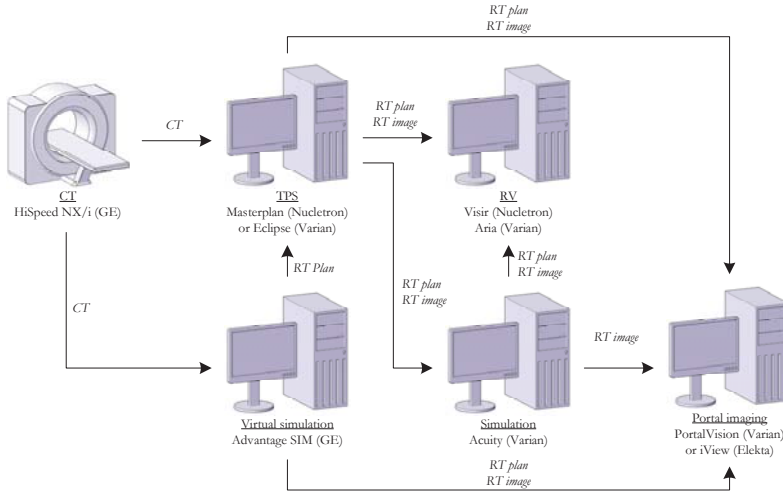 RT plan
RT image
CT
RT plan
RT image
CT
HiSpeed NX/i (GE)
TPS
Masterplan (Nucletron)
or Eclipse (Varian)
RV
Visir (Nucletron)
Aria (Varian)
RT Plan
RT plan
RT image
RT plan
RT image
CT
RT image
Virtual simulation
Advantage SIM (GE)
Simulation
Acuity (Varian)
Portal imaging
PortalVision (Varian)
or iView (Elekta)
RT plan
RT image